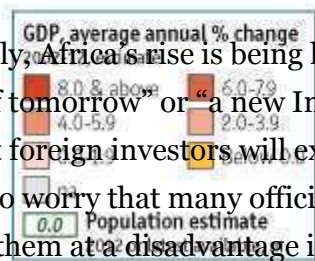 GDP, average annual % change
ly, Africa's rise is being
8.0 & above 6.0-7.9
tomorrow" or "a new In
4.0-5.9 2.0-3.9
foreign investors will ex
o worry that many offici
0.0 Population estimate
them at a disadvantage i